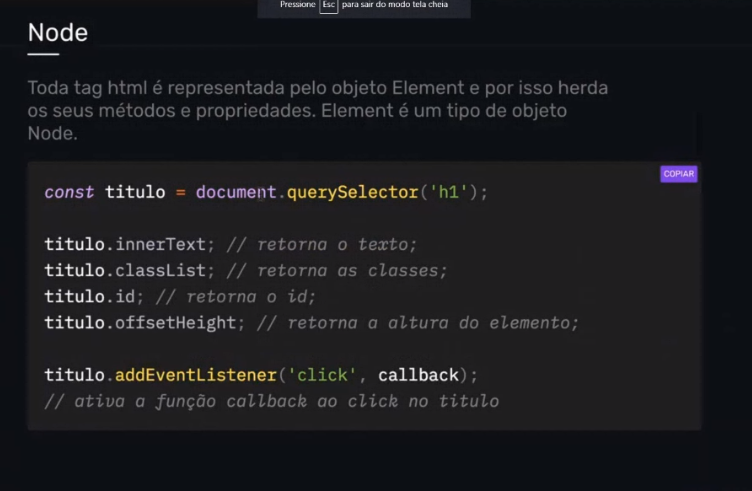 Pressione Esc para sair do modo tela cheia
Node
Toda tag html é representada pelo objeto Element e por isso herda
os seus métodos e propriedades. Element é um tipo de objeto
Node.
COPIAR
const titulo = document.querySelector('h1');
titulo.innerText; // retorna o texto;
titulo.classList; // retorna as classes;
titulo.id; // retorna o id;
titulo.offsetHeight; // retorna a altura do elemento;
titulo.addEventListener('click', callback);
// ativa a função callback ao click no titulo